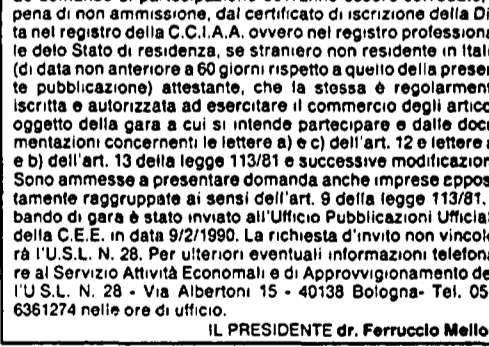 pena di non ammissione, dal certificato di iscrizione della Di
ta nel registro della C.C.I.A.A. ovvero nel registro professiona
le delo Stato di residenza, se straniero non residente in Itali
(di data non anteriore a 60 giorni rispetto a quello della presen
te pubblicazione) attestante, che la stessa è regolarment
iscritta e autorizzata ad esercitare il commercio degli artico
oggetto della gara a cui si intende partecipare e dalle docu
mentazioni concernenti le lettere a) e c) dell'art. 12 e lettere a
e b) dell'art. 13 della legge 113/81 e successive modificazion
Sono ammesse a presentare domanda anche imprese appos
tamente raggruppate ai sensi dell'art. 9 della legge 113/81.
bando di gara è stato inviato all'Ufficio Pubblicazioni Ufficial
della C.E.E. in data 9/2/1990. La richiesta d'invito non vincole
rà l'U.S.L. N. 28. Per ulteriori eventuali informazioni telefona
re al Servizio Attività Economali e di Approvvigionamento de
l'U S.L. N. 28 - Via Albertoni 15 - 40138 Bologna- Tel. 05
6361274 nelle ore di ufficio.
IL PRESIDENTE dr. Ferruccio Mello